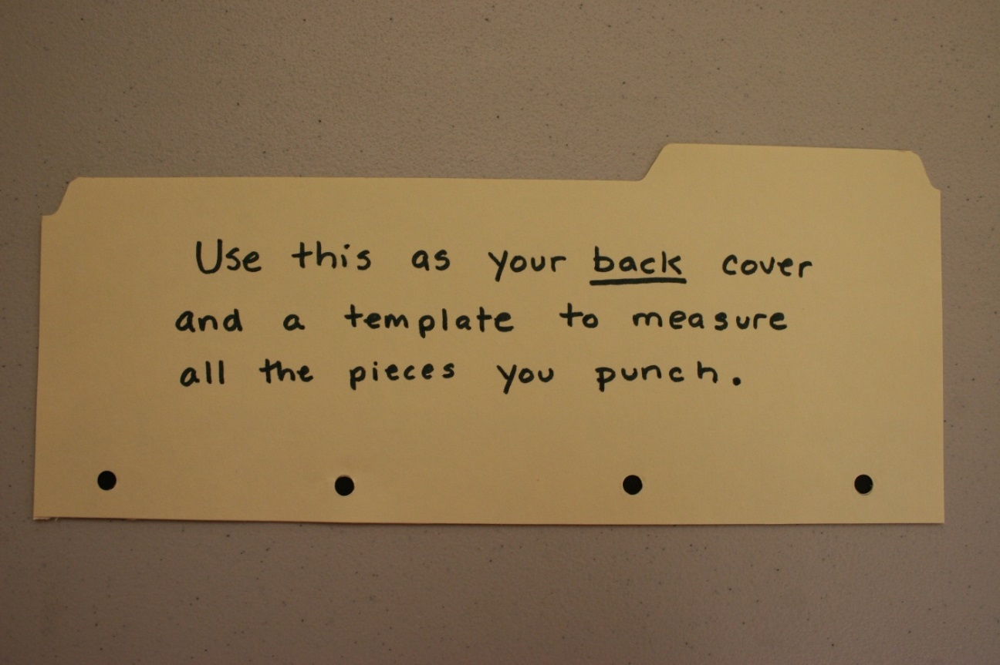 Use this as your back cover
and a template to measure
all the pieces you punch.